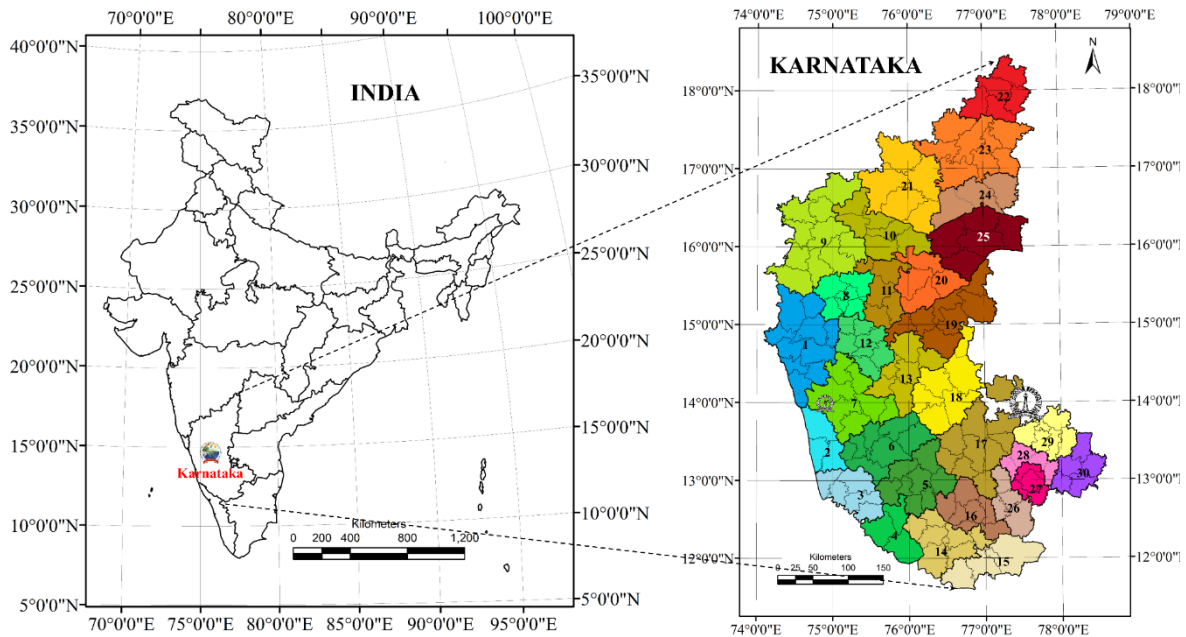 70°0'0"E 80°0'0"E 90°0'0"E 100°0'0"E
40°0'0"N
35°0'0"N
30°0'0"N
25°0'0"N
20°0'0"N
15°0'0"N
10°0'0"N
5°0'0"N
35°0'0"N
30°0'0"N
25°0'0"N
20°0'0"N
15°0'0"N
10°0'0"N
5°0'0"N
INDIA
Karnataka
Kilometers
0 200 400 800 1,200
70°0'0"E 75°0'0"E 80°0'0"E 85°0'0"E 90°0'0"E
74°0'0"E 75°0'0"E 76°0'0"E 77°0'0"E 78°0'0"E 79°0'0"E
N
KARNATAKA
18°0'0"N
17°0'0"N
16°0'0"N
15°0'0"N
14°0'0"N
13°0'0"N
12°0'0"N
18°0'0"N
17°0'0"N
16°0'0"N
15°0'0"N
14°0'0"N
13°0'0"N
12°0'0"N
22
23
21
24
9
10
25
20
8
11
19
1
12
13
18
7
17
29
2
6
28
30
3
5
27
16
26
4
14
15
Kilometers
0 25 50 100 150
74°0'0"E 75°0'0"E 76°0'0"E 77°0'0"E 78°0'0"E